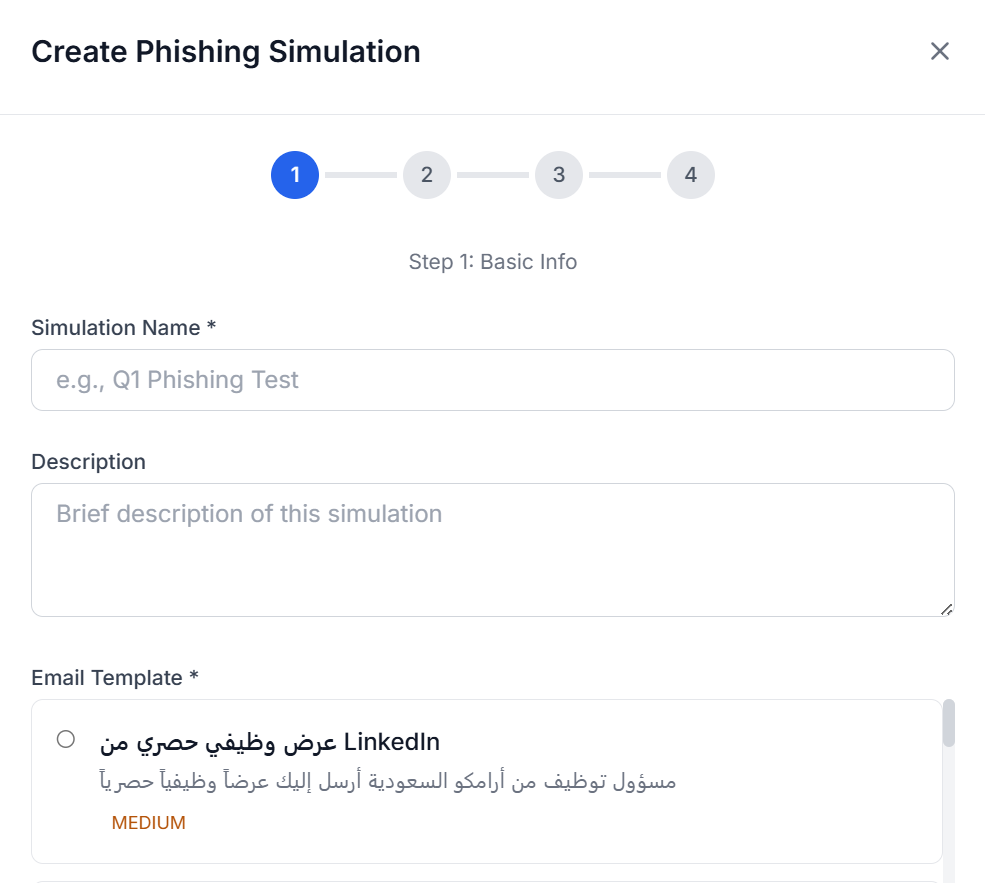 Create Phishing Simulation
1
2
3
4
Step 1: Basic Info
Simulation Name *
e.g., Q1 Phishing Test
Description
Brief description of this simulation
Email Template *
عرض وظيفي حصري من LinkedIn
مسؤول توظيف من أرامكو السعودية أرسل إليك عرضاً وظيفياً حصرياً
MEDIUM